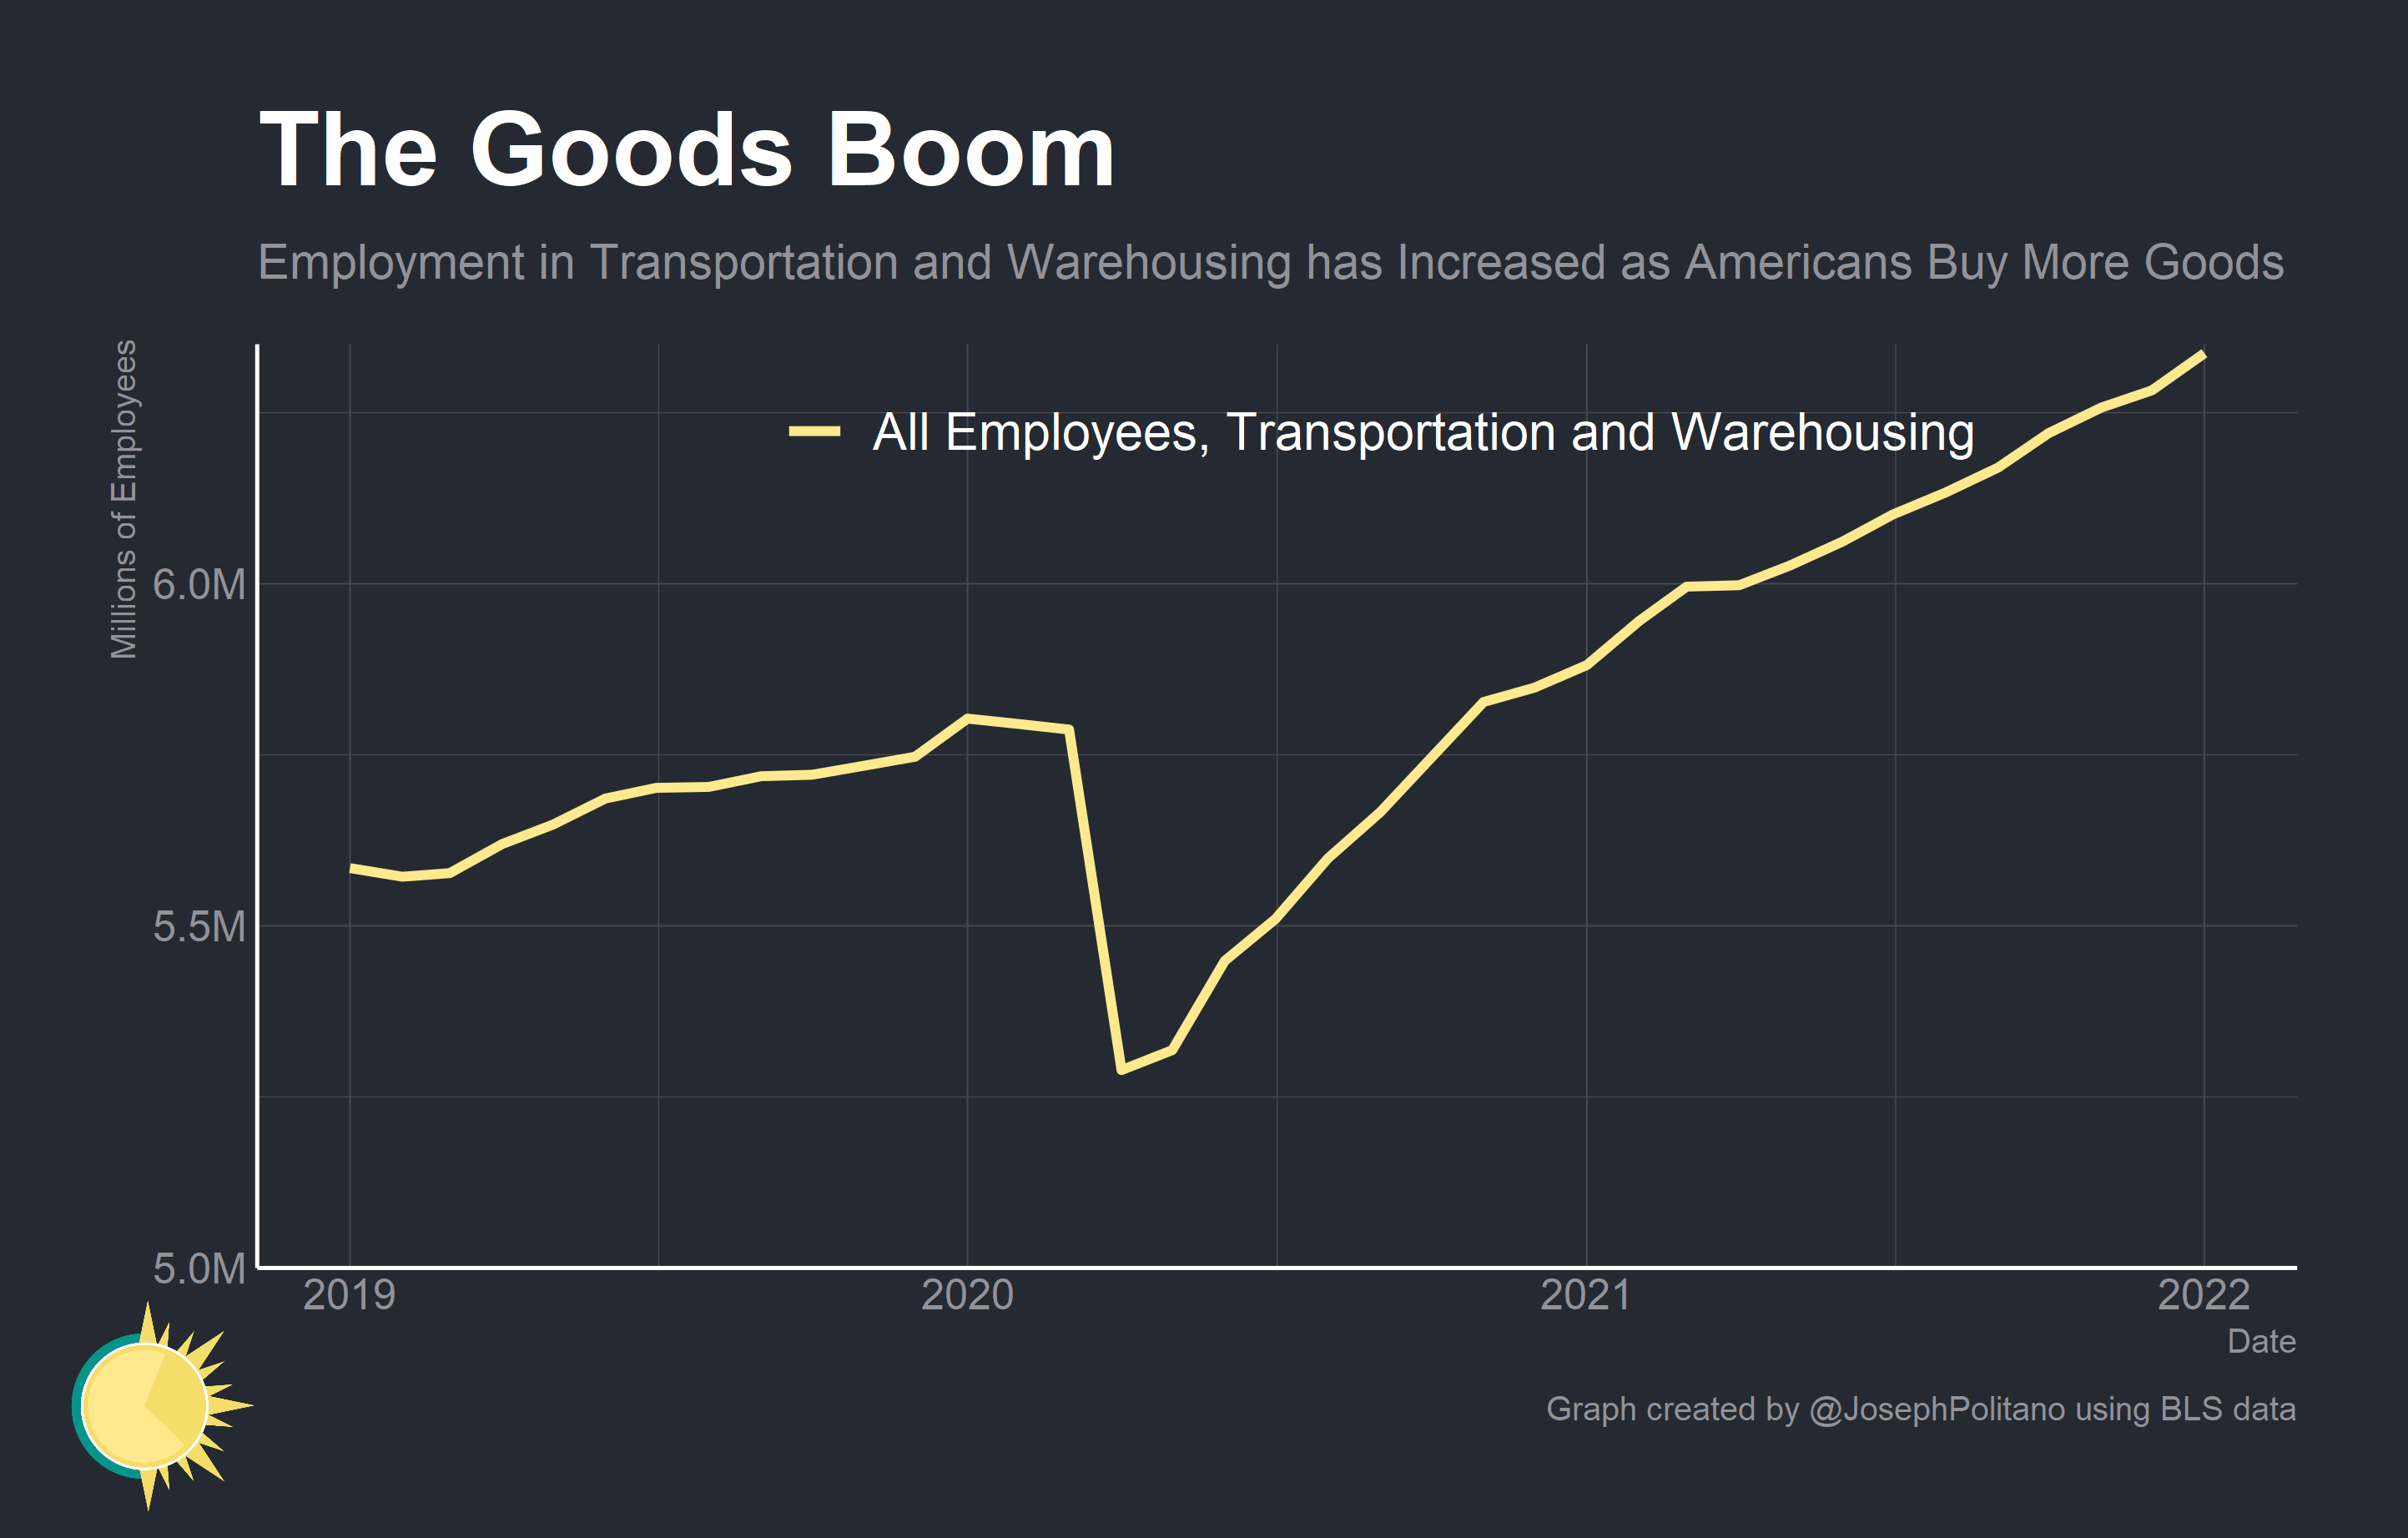 The Goods Boom
Employment in Transportation and Warehousing has Increased as Americans Buy More Goods
Millions of Employees
All Employees, Transportation and Warehousing
6.0M
5.5M
5.0M
2019 2020 2021 2022
Date
Graph created by @JosephPolitano using BLS data